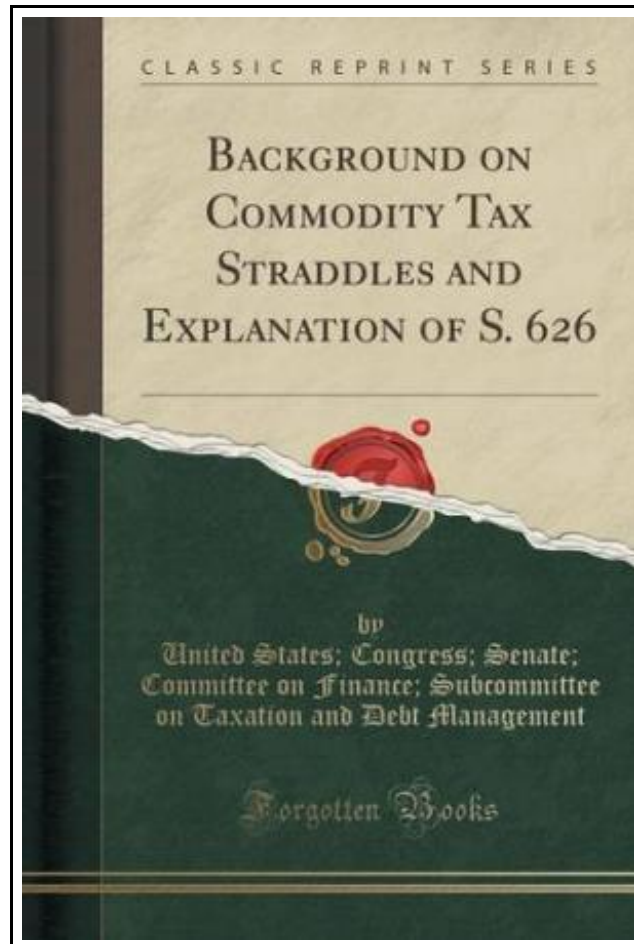 CLASSIC REPRINT SERIES
BACKGROUND ON
COMMODITY TAX
STRADDLES AND
EXPLANATION OF S. 626
F
by
United States; Congress; Senate;
Committee on Finance; Subcommittee
on Taxation and Debt Management
Forgotten Books